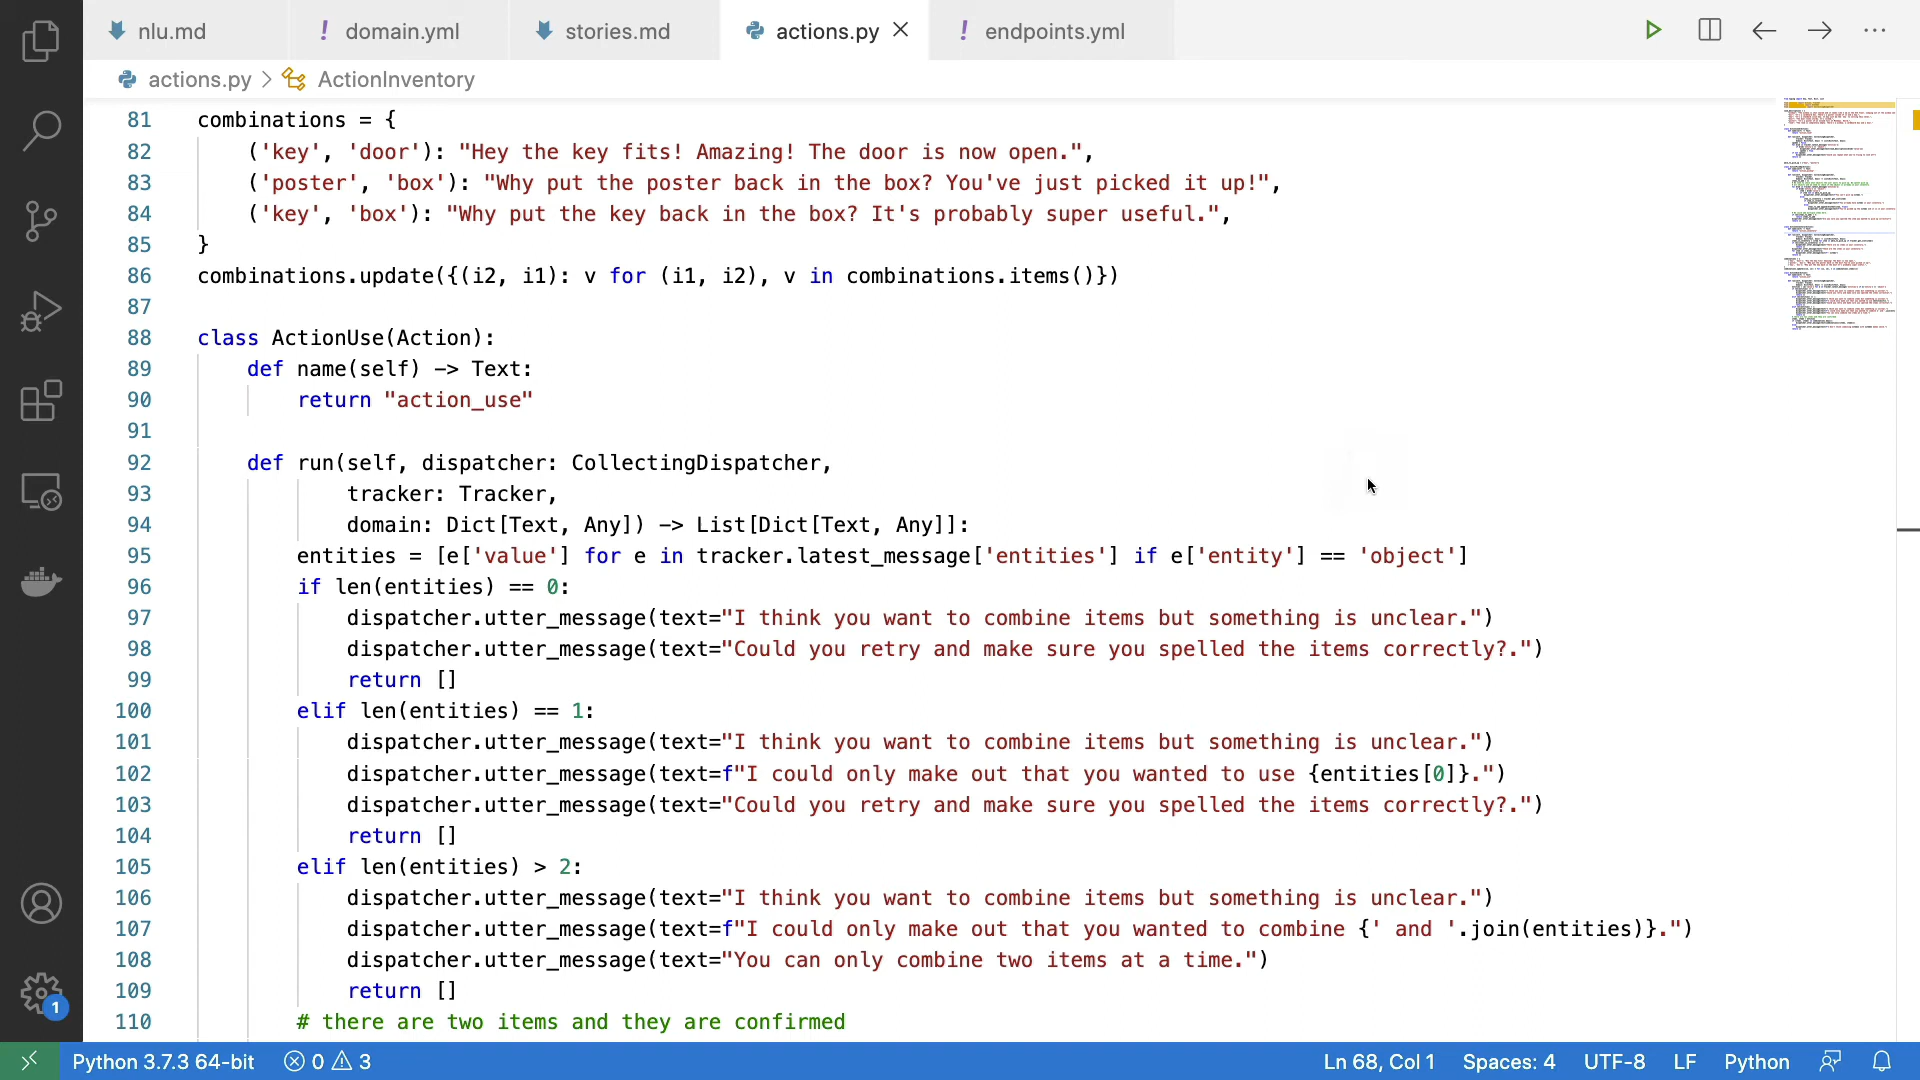 nlu.md ! domain.yml stories.md actions.py ! endpoints.yml
actions.py > ActionInventory
81 combinations = {
82 ('key', 'door'): "Hey the key fits! Amazing! The door is now open.",
83 ('poster', 'box'): "Why put the poster back in the box? You've just picked it up!",
84 ('key', 'box'): "Why put the key back in the box? It's probably super useful.",
85 }
86 combinations.update({(i2, i1): v for (i1, i2), v in combinations.items()})
87
88 class ActionUse(Action):
89 def name(self) -> Text:
90 return "action_use"
91
92 def run(self, dispatcher: CollectingDispatcher,
93 tracker: Tracker,
94 domain: Dict[Text, Any]) -> List[Dict[Text, Any]]:
95 entities = [e['value'] for e in tracker.latest_message['entities'] if e['entity'] == 'object']
96 if len(entities) == 0:
97 dispatcher.utter_message(text="I think you want to combine items but something is unclear.")
98 dispatcher.utter_message(text="Could you retry and make sure you spelled the items correctly?.")
99 return []
100 elif len(entities) == 1:
101 dispatcher.utter_message(text="I think you want to combine items but something is unclear.")
102 dispatcher.utter_message(text=f"I could only make out that you wanted to use {entities[0]}.")
103 dispatcher.utter_message(text="Could you retry and make sure you spelled the items correctly?.")
104 return []
105 elif len(entities) > 2:
106 dispatcher.utter_message(text="I think you want to combine items but something is unclear.")
107 dispatcher.utter_message(text=f"I could only make out that you wanted to combine {' and '.join(entities)}.")
108 dispatcher.utter_message(text="You can only combine two items at a time.")
109 return []
110 # there are two items and they are confirmed
1
Python 3.7.3 64-bit 0 3 Ln 68, Col 1 Spaces: 4 UTF-8 LF Python